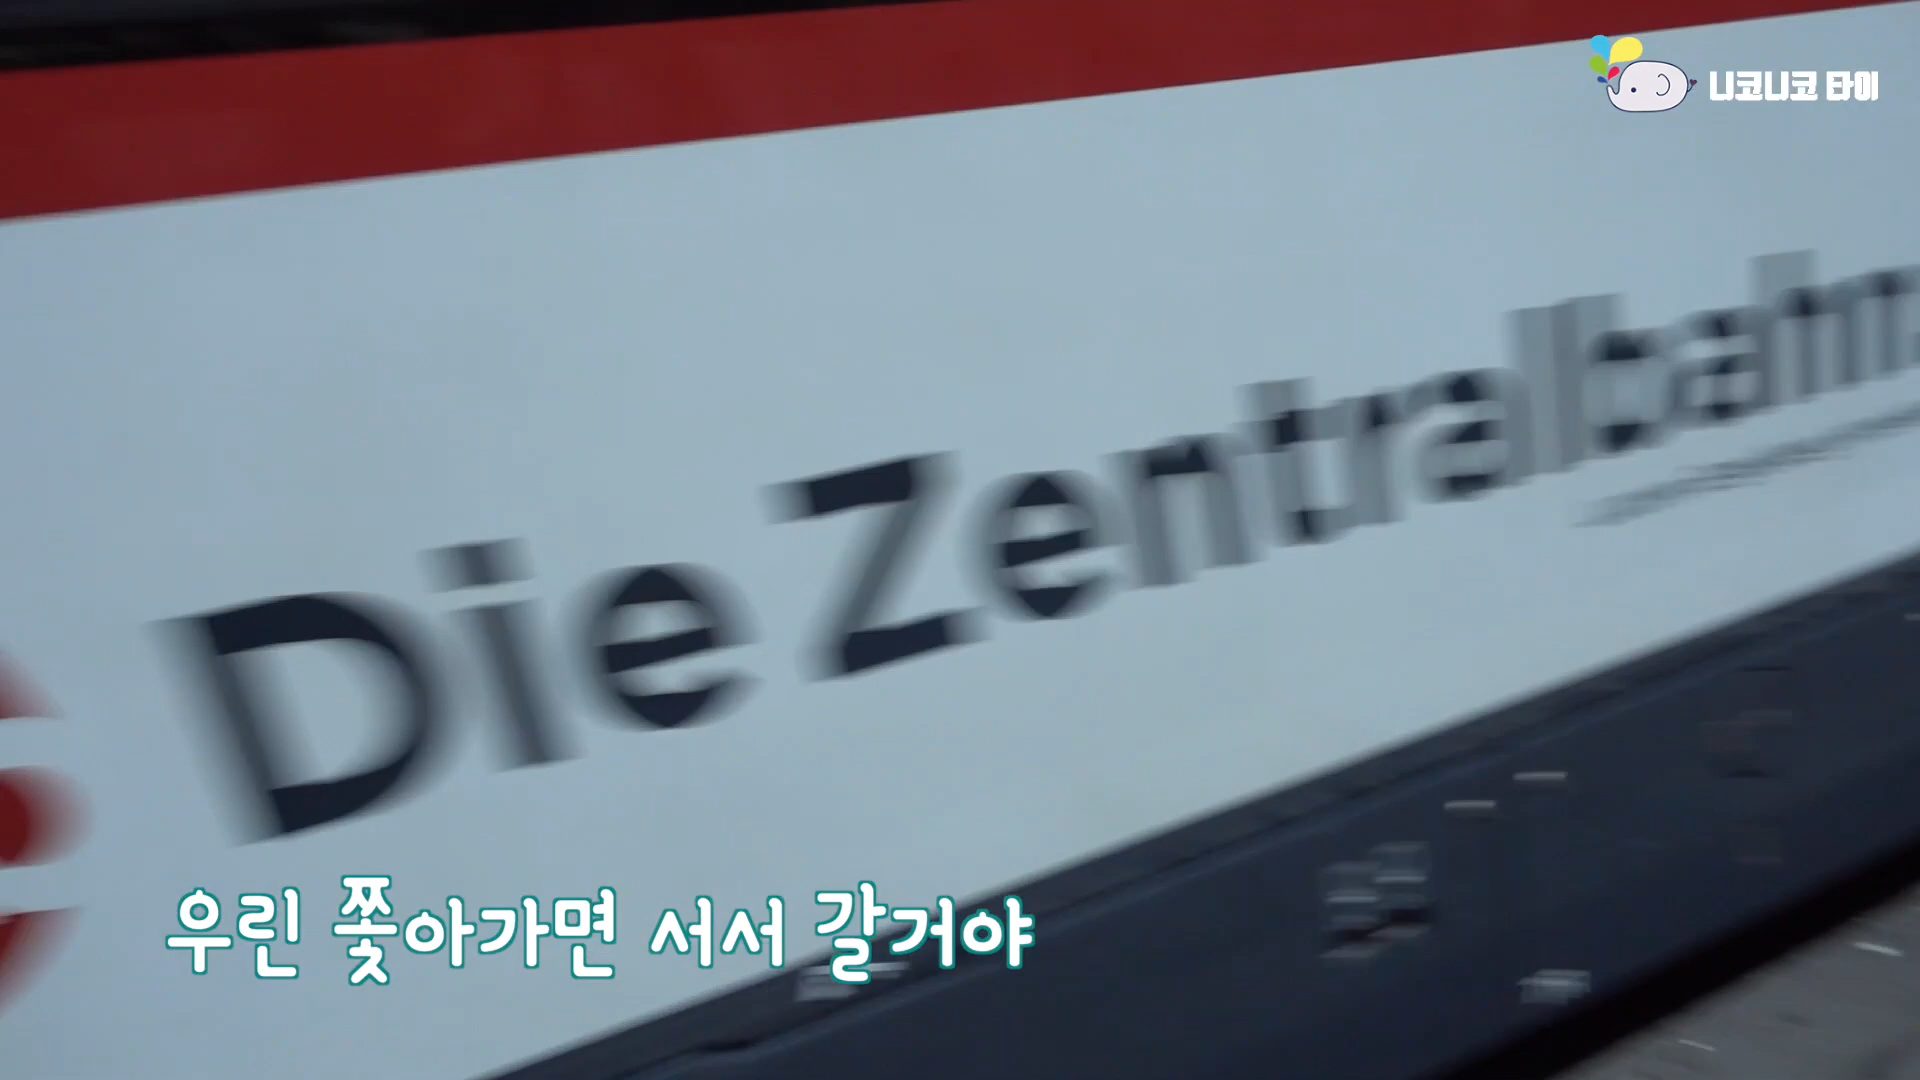 니코니코 타이
Die Zentralbahn.
우린 쫓아가면 서서 갈거야